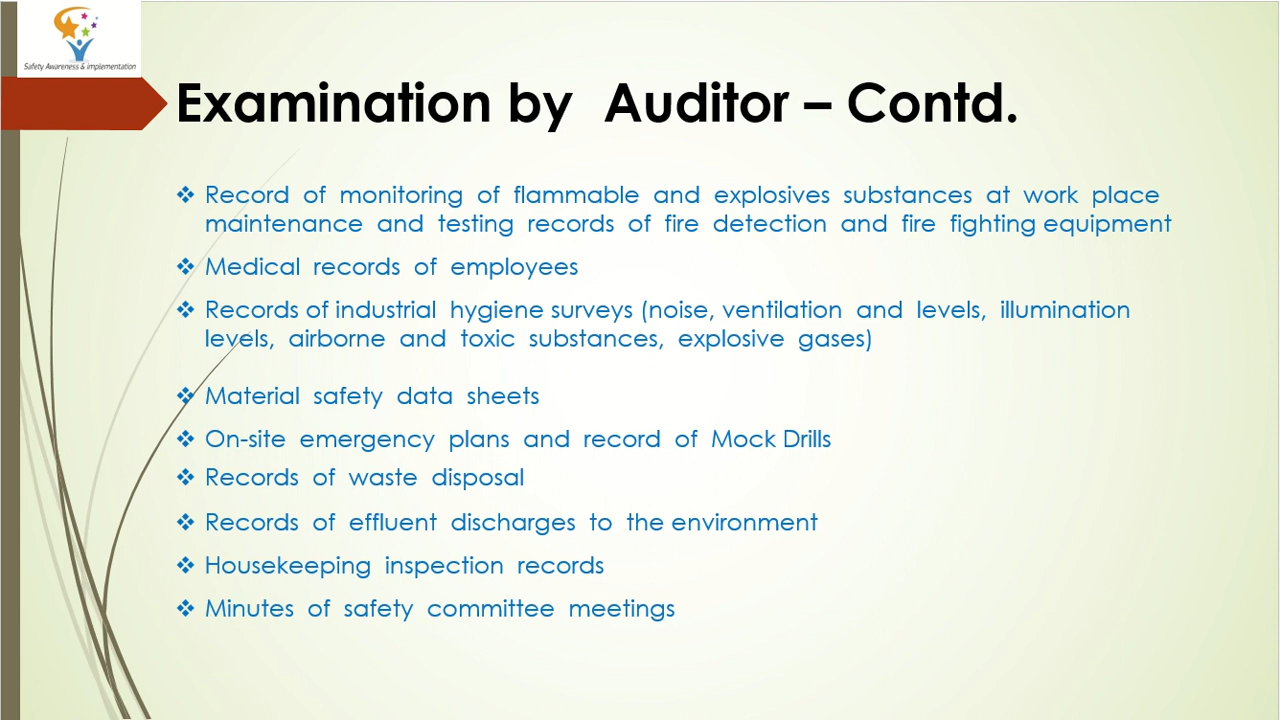 Safety Awareness & implementation
Examination by Auditor – Contd.
❖ Record of monitoring of flammable and explosives substances at work place
maintenance and testing records of fire detection and fire fighting equipment
❖ Medical records of employees
❖ Records of industrial hygiene surveys (noise, ventilation and levels, illumination
levels, airborne and toxic substances, explosive gases)
❖ Material safety data sheets
❖ On-site emergency plans and record of Mock Drills
❖ Records of waste disposal
❖ Records of effluent discharges to the environment
❖ Housekeeping inspection records
❖ Minutes of safety committee meetings